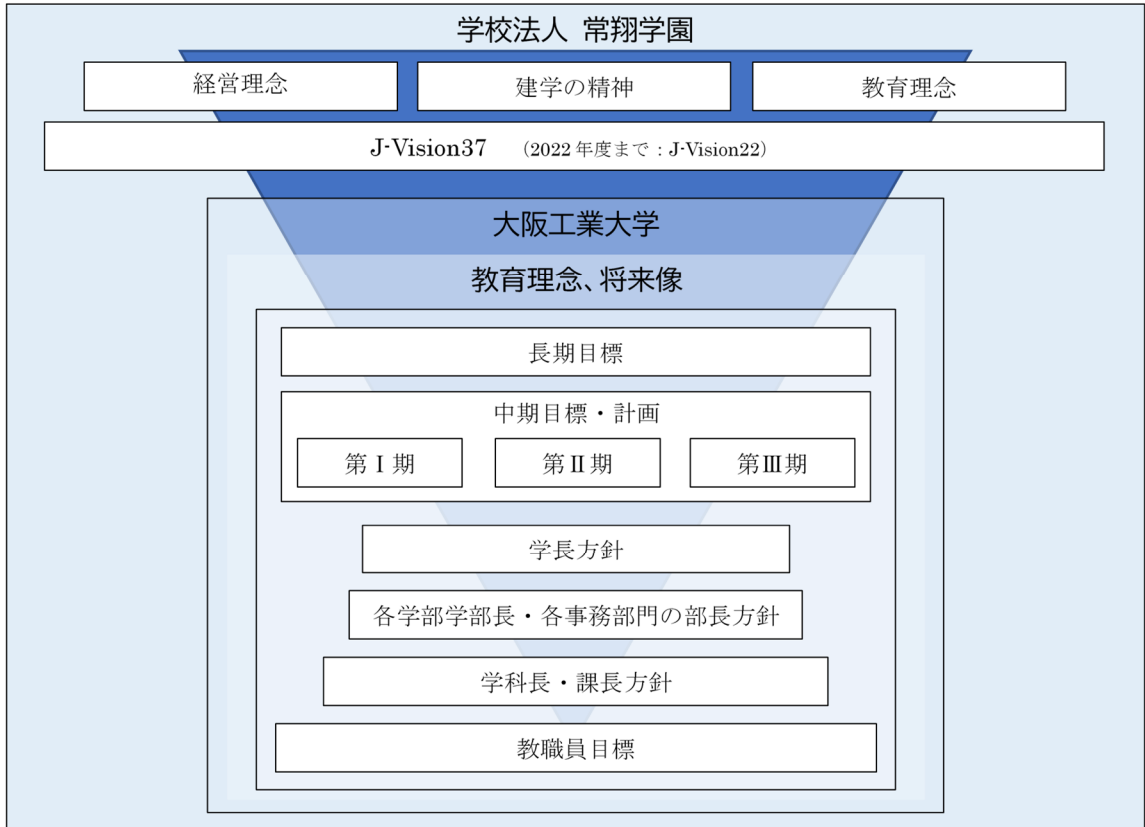 学校法人 常翔学園
経営理念
建学の精神
教育理念
J-Vision37 （2022 年度まで：J-Vision22）
大阪工業大学
教育理念、将来像
長期目標
中期目標・計画
第Ⅰ期
第Ⅱ期
第Ⅲ期
学長方針
各学部学部長・各事務部門の部長方針
学科長・課長方針
教職員目標